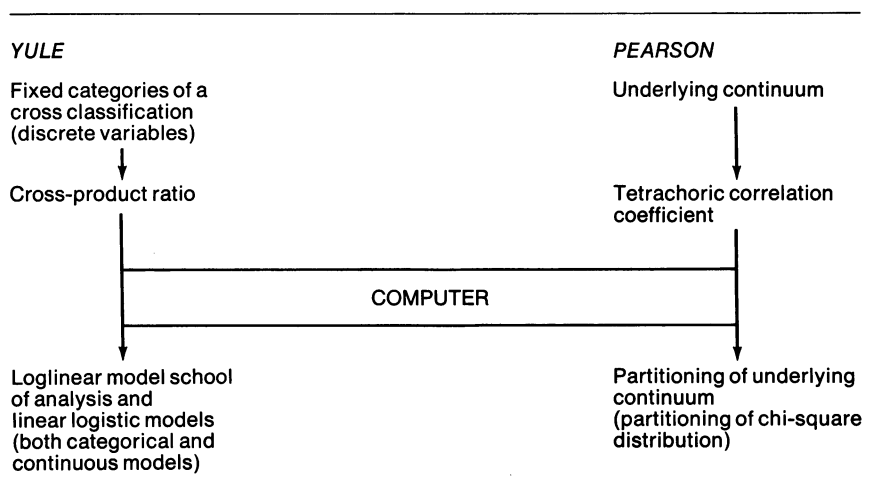 YULE
Fixed categories of a
cross classification
(discrete variables)
Cross-product ratio
PEARSON
Underlying continuum
Tetrachoric correlation
coefficient
COMPUTER
Loglinear model school
of analysis and
linear logistic models
(both categorical and
continuous models)
Partitioning of underlying
continuum
(partitioning of chi-square
distribution)